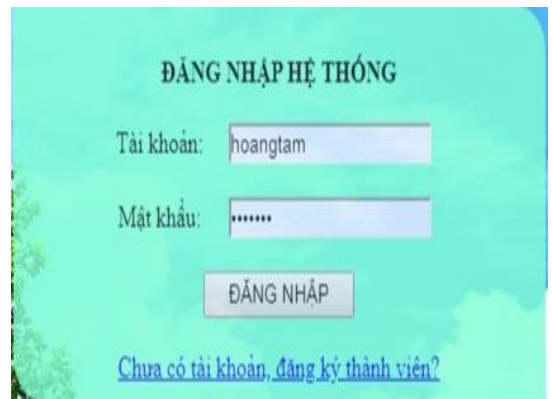 ĐĂNG NHẬP HỆ THỐNG
Tài khoản: hoangtam
Mật khẩu: •••••••
ĐĂNG NHẬP
Chưa có tài khoản, đăng ký thành viên?